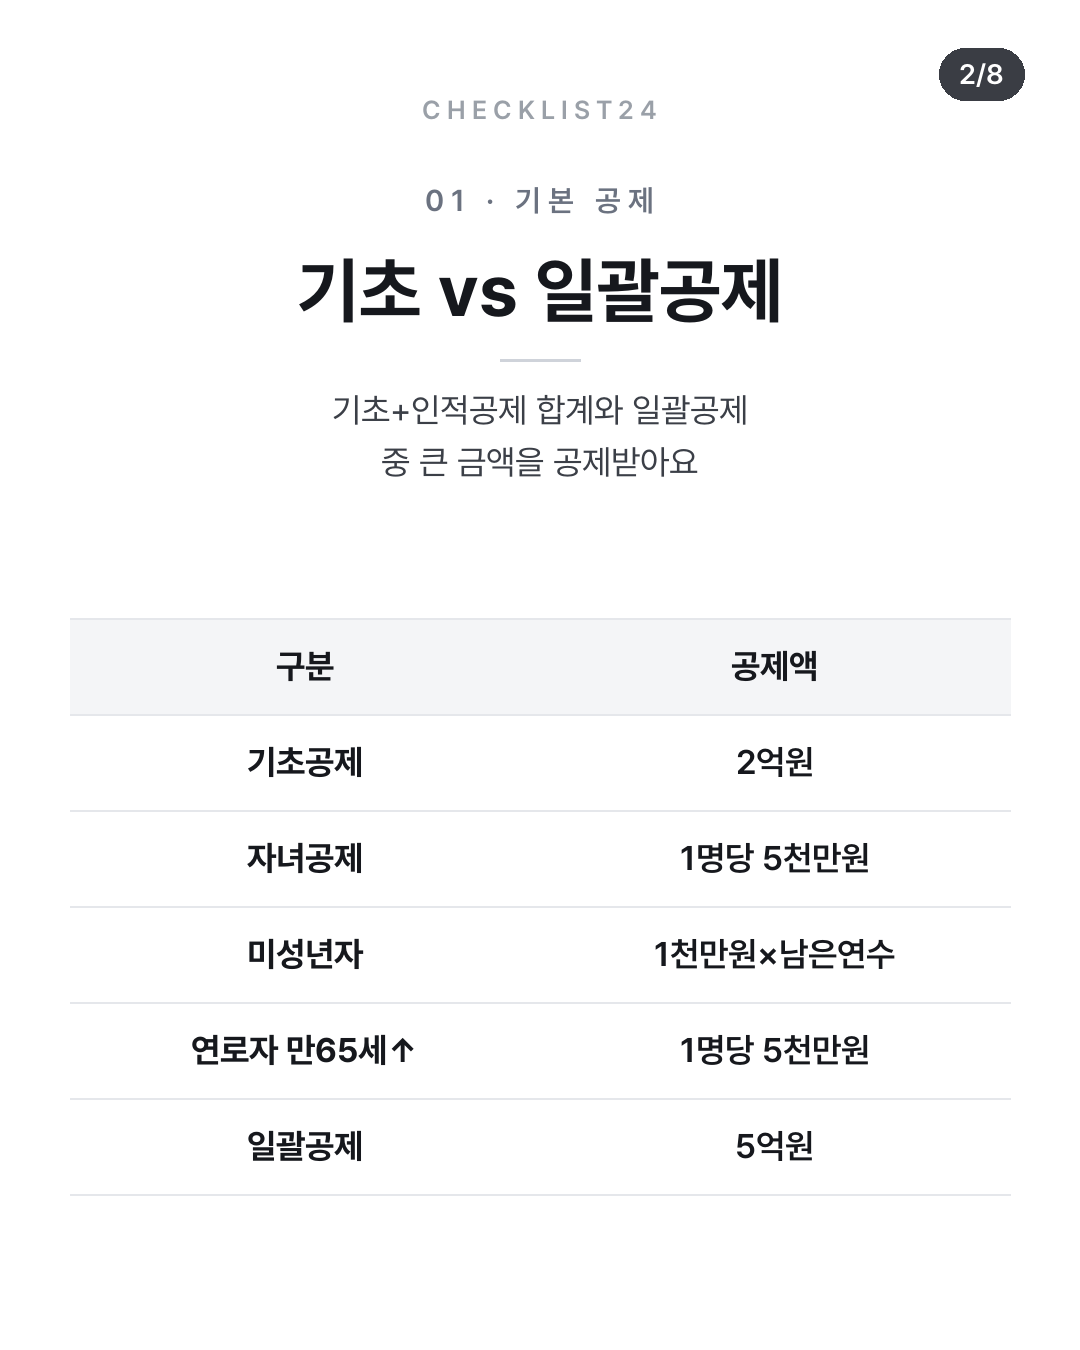 2/8
CHECKLIST24
01 · 기본 공제
기초 vs 일괄공제
기초+인적공제 합계와 일괄공제
중 큰 금액을 공제받아요
구분 공제액
기초공제 2억원
자녀공제 1명당 5천만원
미성년자 1천만원×남은연수
연로자 만65세↑ 1명당 5천만원
일괄공제 5억원